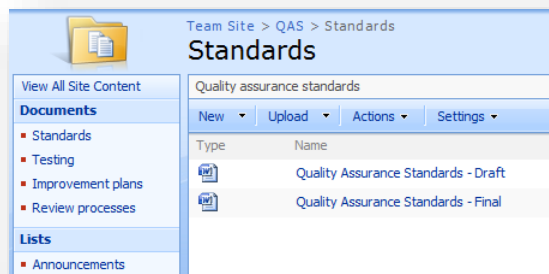 Team Site > QAS > Standards
Standards
View All Site Content
Documents
Standards
Testing
Improvement plans
Review processes
Lists
Announcements
Quality assurance standards
New Upload Actions Settings
Type Name
Quality Assurance Standards - Draft
Quality Assurance Standards - Final